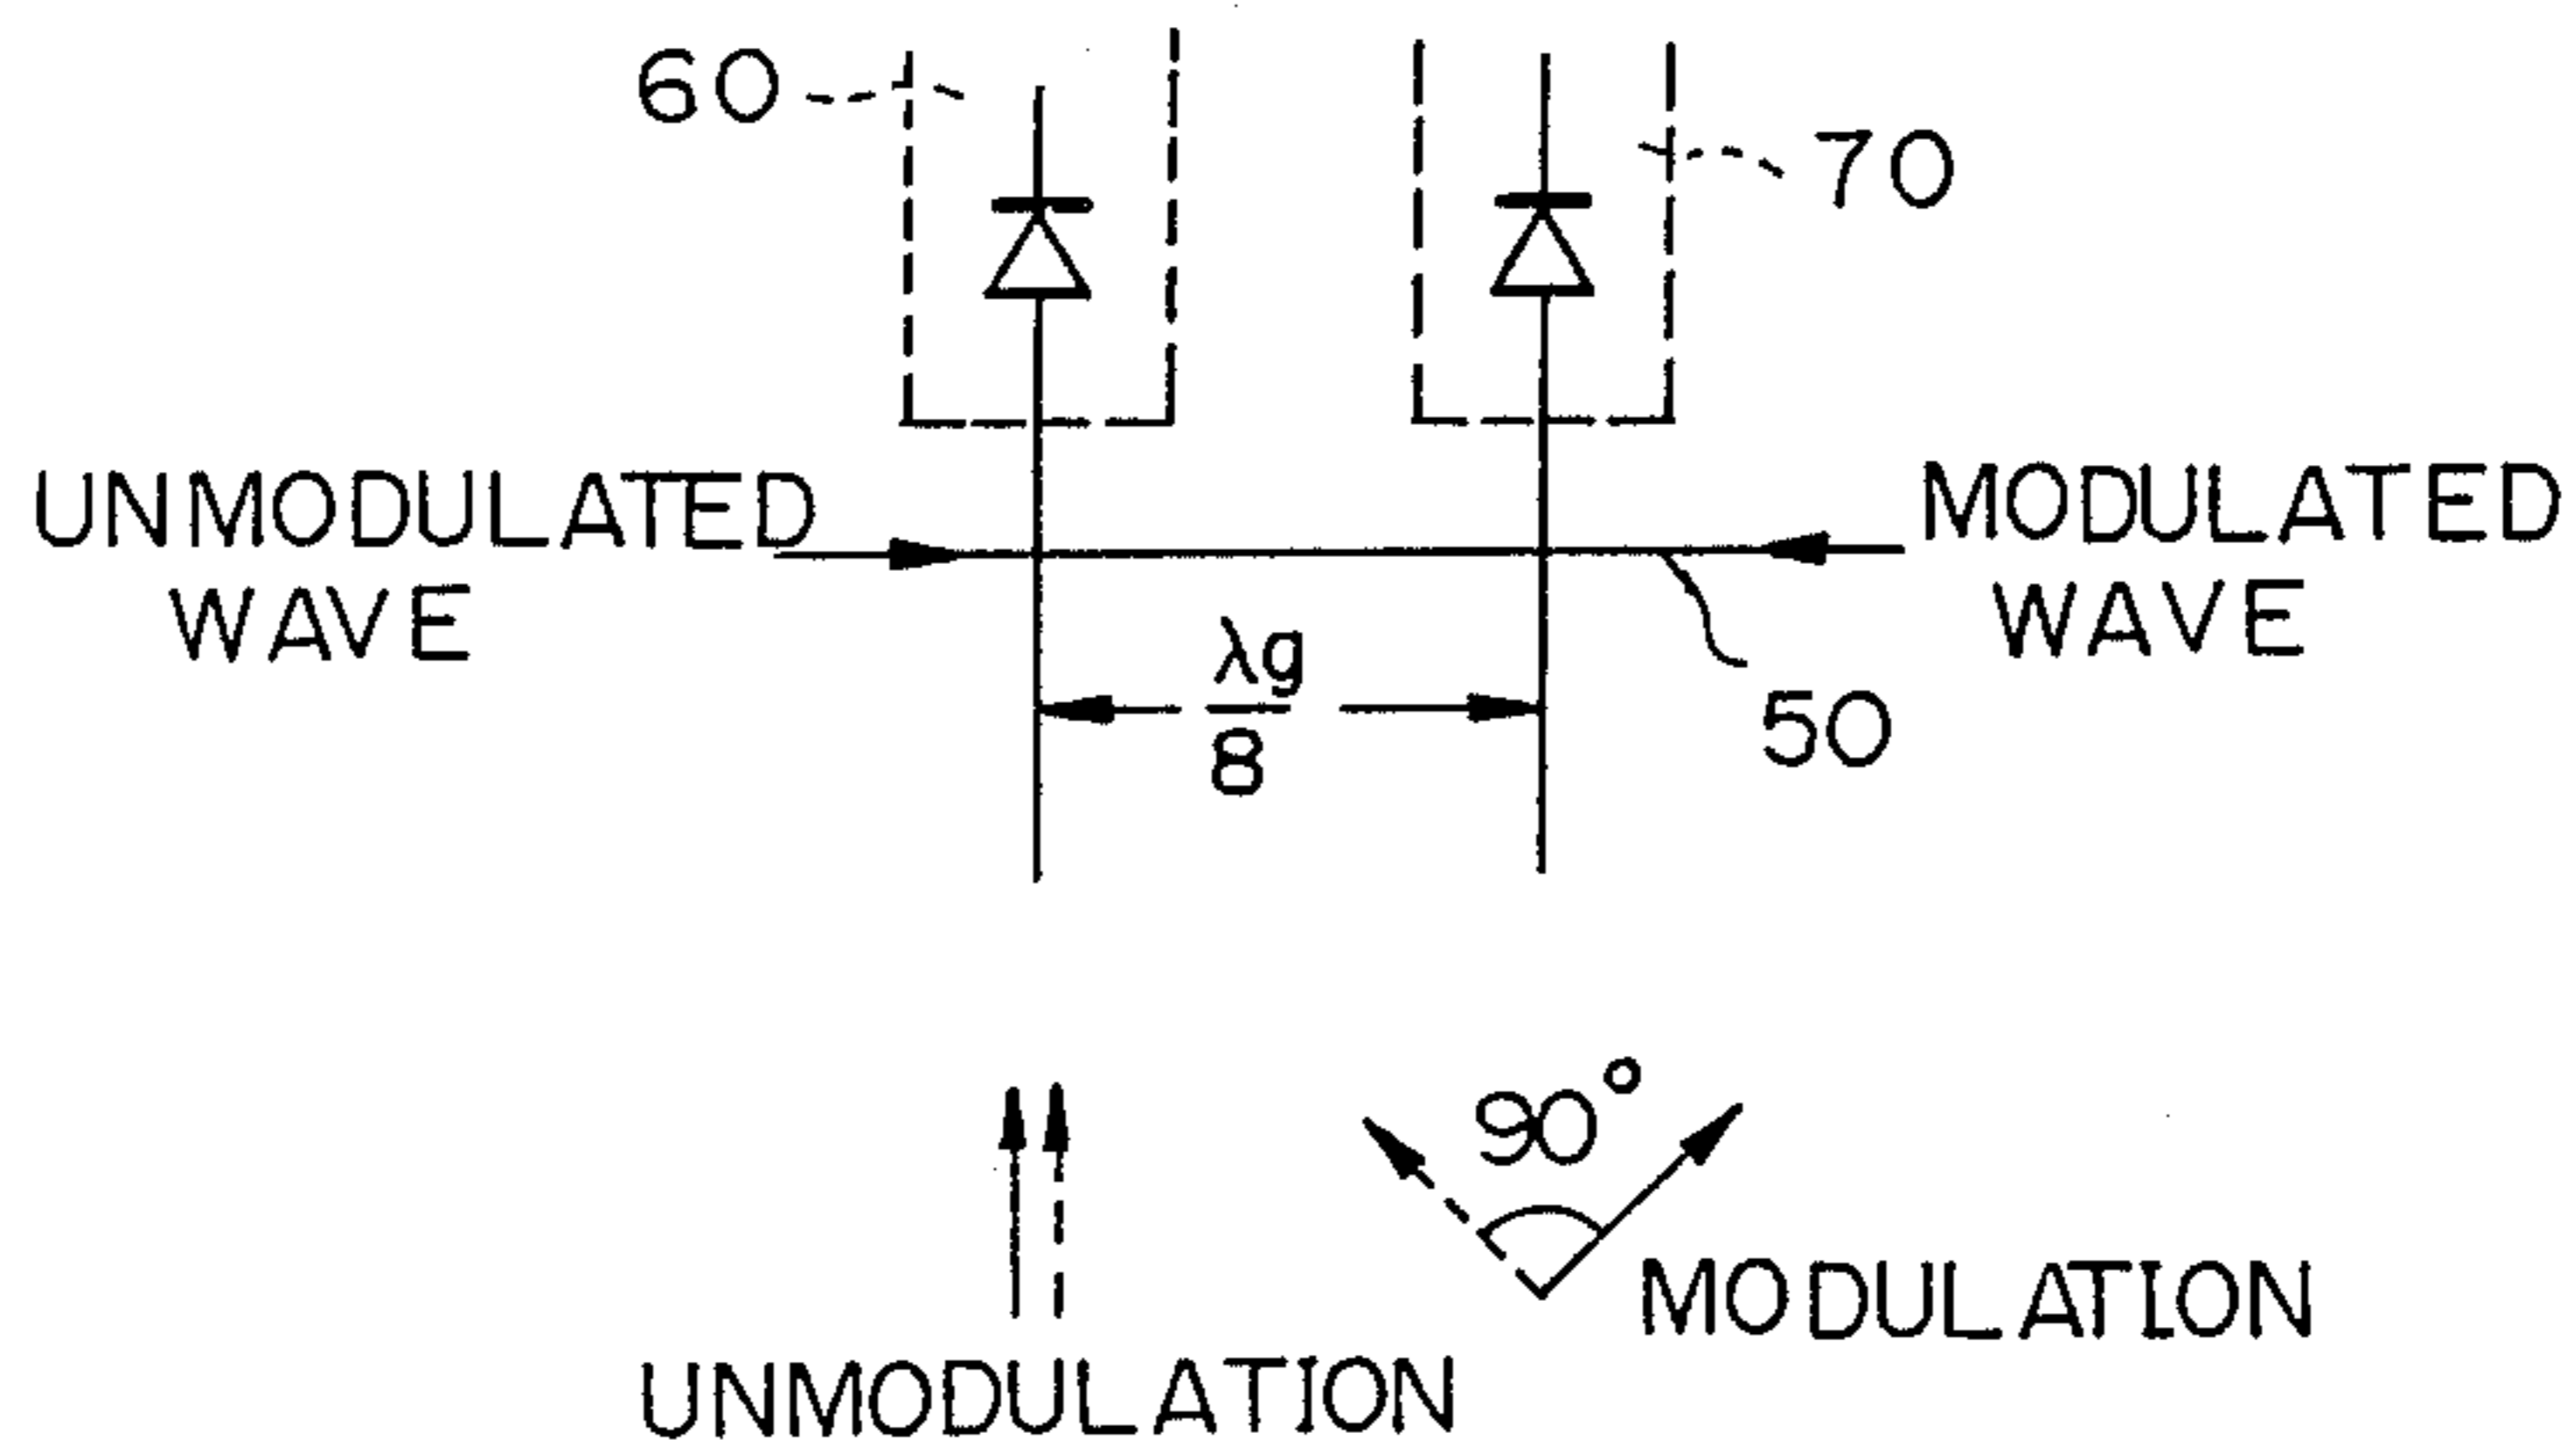 60
70
UNMODULATED
WAVE
MODULATED
WAVE
λg
8
50
90°
MODULATION
UNMODULATION